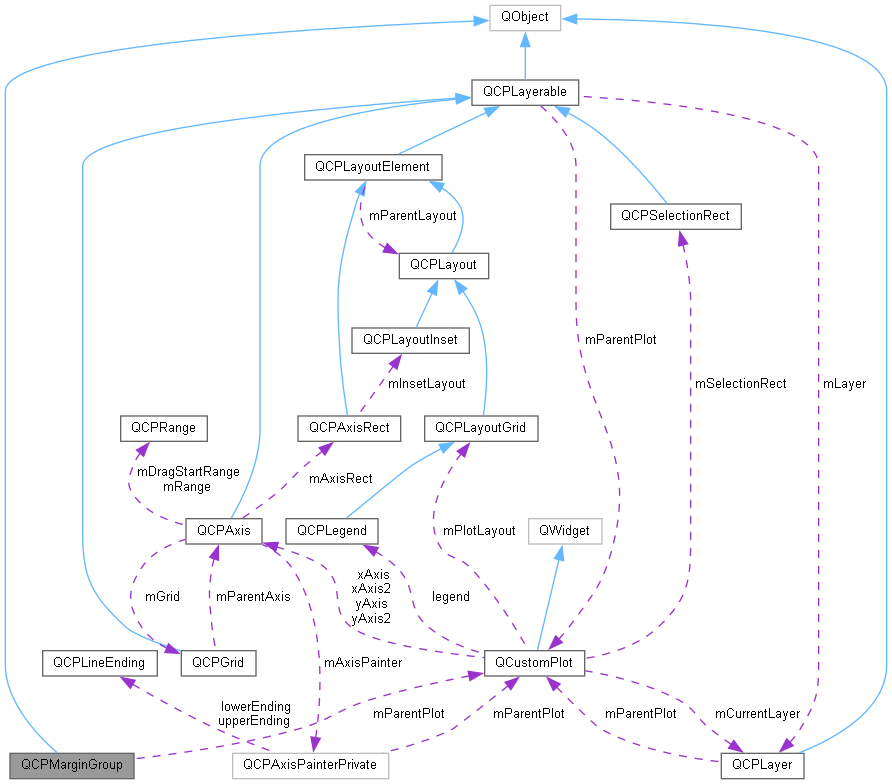 QObject
QCPLayerable
QCPLayoutElement
mParentLayout
QCPSelectionRect
QCPLayout
QCPLayoutInset
mParentPlot
mInsetLayout
mSelectionRect
mLayer
QCPRange
QCPAxisRect
QCPLayoutGrid
mDragStartRange
mRange
mAxisRect
QCPAxis
QCPLegend
mPlotLayout
QWidget
xAxis
xAxis2
yAxis
yAxis2
mGrid
mParentAxis
legend
QCPLineEnding
QCPGrid
mAxisPainter
QCustomPlot
lowerEnding
upperEnding
mParentPlot
mParentPlot
mParentPlot
mCurrentLayer
QCPMarginGroup
QCPAxisPainterPrivate
QCPLayer